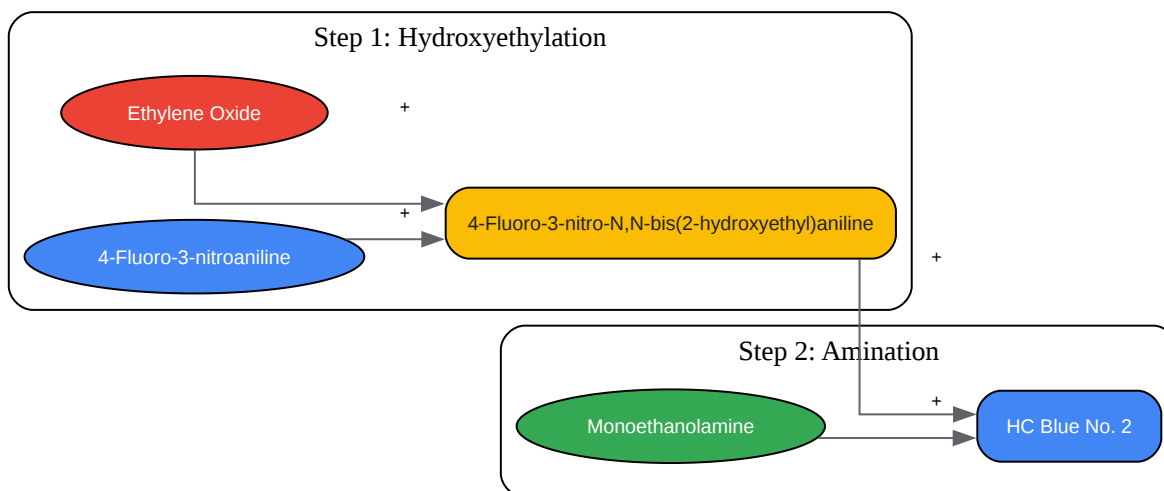 Step 1: Hydroxyethylation
Ethylene Oxide
+
4-Fluoro-3-nitroaniline
+
4-Fluoro-3-nitro-N,N-bis(2-hydroxyethyl)aniline
+
Step 2: Amination
Monoethanolamine
+
HC Blue No. 2